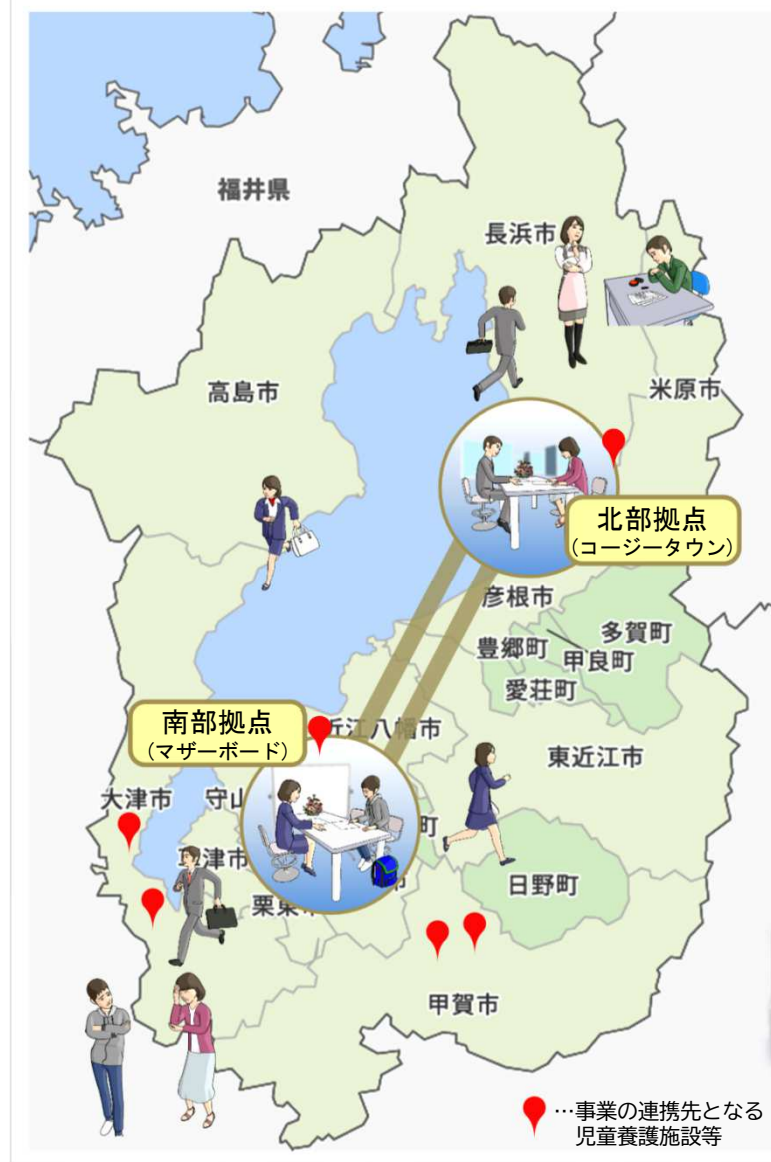 福井県
長浜市
高島市
米原市
北部拠点
(コージータウン)
彦根市
多賀町
豊郷町
甲良町
愛荘町
南部拠点
(マザーボード)
近江八幡市
東近江市
大津市
守山
津市
町
日野町
栗東
市
甲賀市
…事業の連携先となる
児童養護施設等